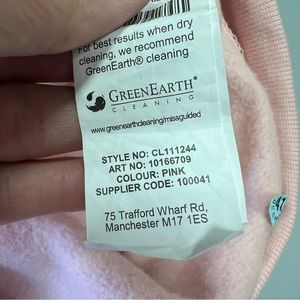 For best results when dry
cleaning, we recommend
GreenEarth® cleaning
GREENEARTH®
CLEANING
www.greenearthcleaning/missguided
STYLE NO: CL111244
ART NO: 10166709
COLOUR: PINK
SUPPLIER CODE: 100041
75 Trafford Wharf Rd,
Manchester M17 1ES